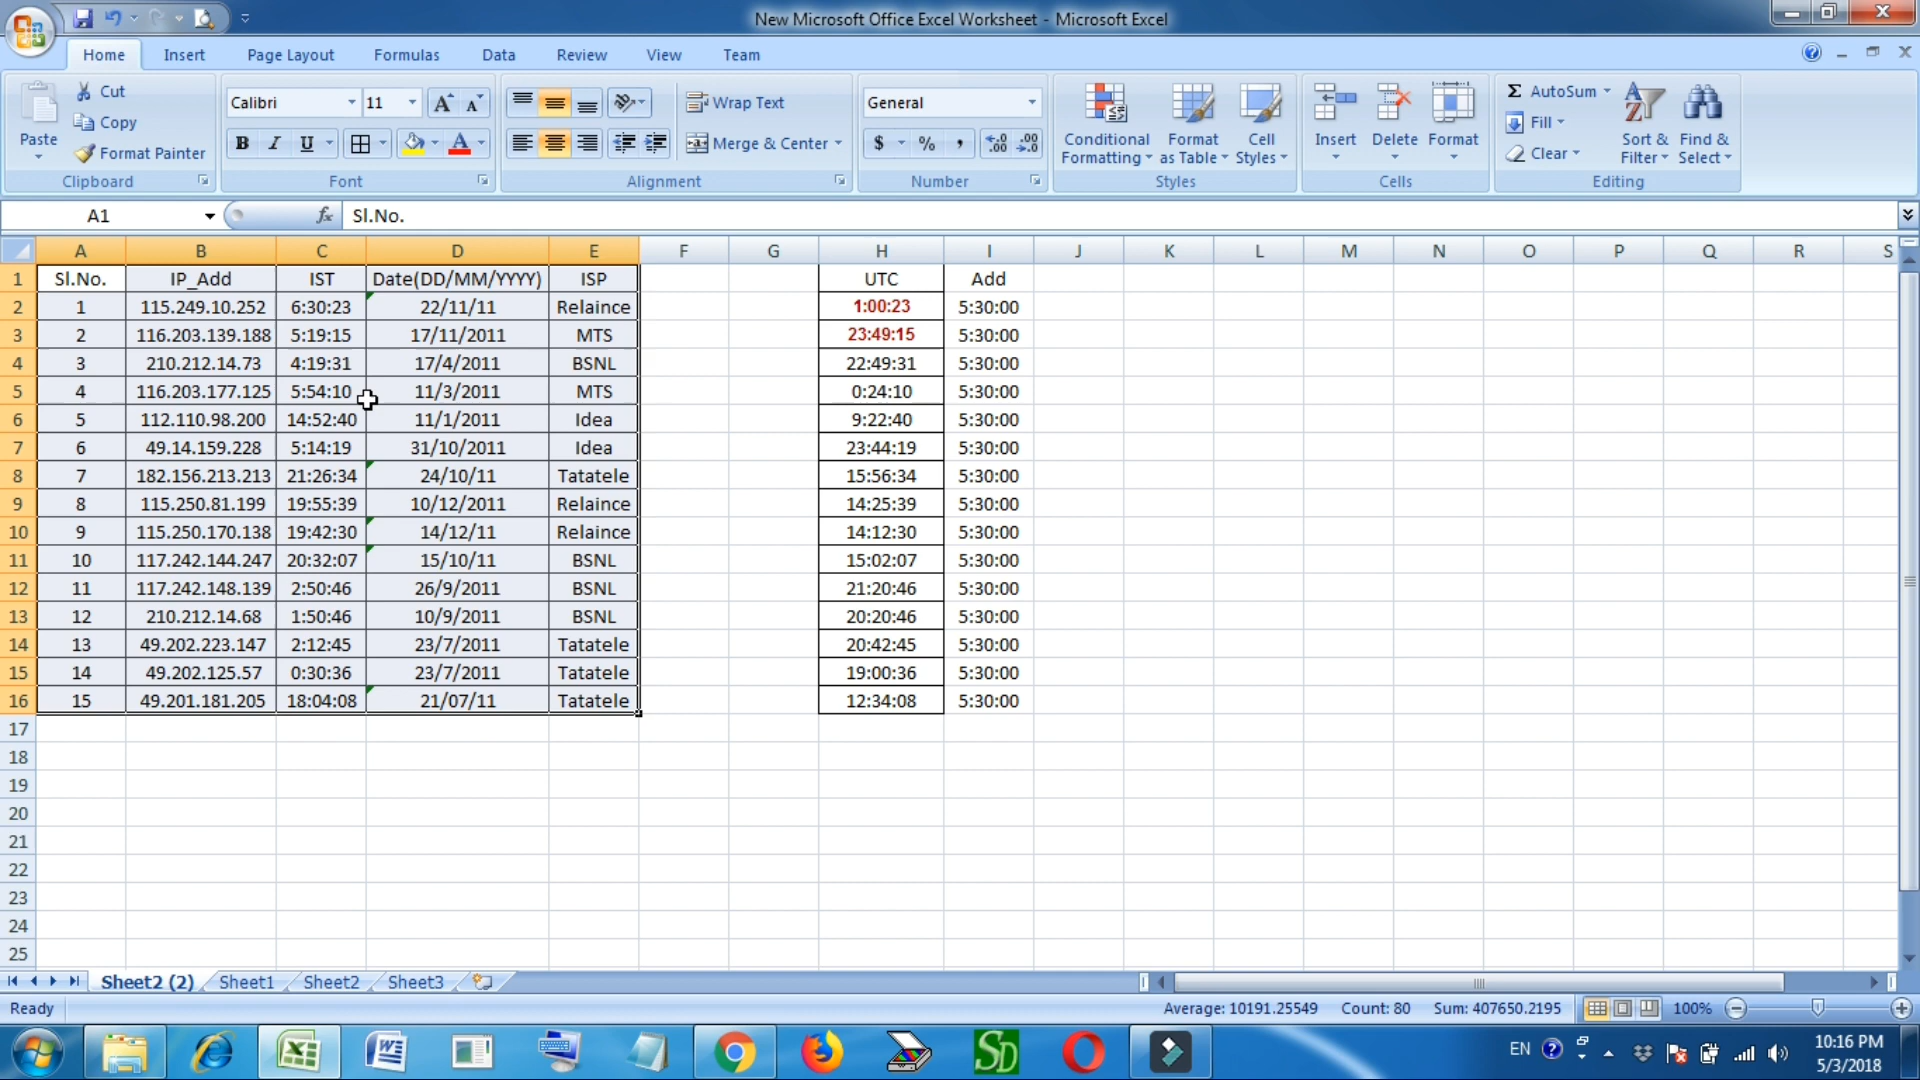 New Microsoft Office Excel Worksheet - Microsoft Excel
Home Insert Page Layout Formulas Data Review View Team
Paste
Cut
Copy
Format Painter
Clipboard
Calibri 11
B I U
Font
Wrap Text
Merge & Center
Alignment
General
$ % ,
Number
Conditional Formatting
Format as Table
Cell Styles
Styles
Insert Delete Format
Cells
Σ AutoSum
Fill
Clear
Sort & Filter
Find & Select
Editing
A1 fx Sl.No.
A B C D E F G H I J K L M N O P Q R S
1 Sl.No. IP_Add IST Date(DD/MM/YYYY) ISP UTC Add
2 1 115.249.10.252 6:30:23 22/11/11 Relaince 1:00:23 5:30:00
3 2 116.203.139.188 5:19:15 17/11/2011 MTS 23:49:15 5:30:00
4 3 210.212.14.73 4:19:31 17/4/2011 BSNL 22:49:31 5:30:00
5 4 116.203.177.125 5:54:10 11/3/2011 MTS 0:24:10 5:30:00
6 5 112.110.98.200 14:52:40 11/1/2011 Idea 9:22:40 5:30:00
7 6 49.14.159.228 5:14:19 31/10/2011 Idea 23:44:19 5:30:00
8 7 182.156.213.213 21:26:34 24/10/11 Tatatele 15:56:34 5:30:00
9 8 115.250.81.199 19:55:39 10/12/2011 Relaince 14:25:39 5:30:00
10 9 115.250.170.138 19:42:30 14/12/11 Relaince 14:12:30 5:30:00
11 10 117.242.144.247 20:32:07 15/10/11 BSNL 15:02:07 5:30:00
12 11 117.242.148.139 2:50:46 26/9/2011 BSNL 21:20:46 5:30:00
13 12 210.212.14.68 1:50:46 10/9/2011 BSNL 20:20:46 5:30:00
14 13 49.202.223.147 2:12:45 23/7/2011 Tatatele 20:42:45 5:30:00
15 14 49.202.125.57 0:30:36 23/7/2011 Tatatele 19:00:36 5:30:00
16 15 49.201.181.205 18:04:08 21/07/11 Tatatele 12:34:08 5:30:00
17
18
19
20
21
22
23
24
25
Sheet2 (2) Sheet1 Sheet2 Sheet3
Ready Average: 10191.25549 Count: 80 Sum: 407650.2195 100%
SD EN 10:16 PM
5/3/2018